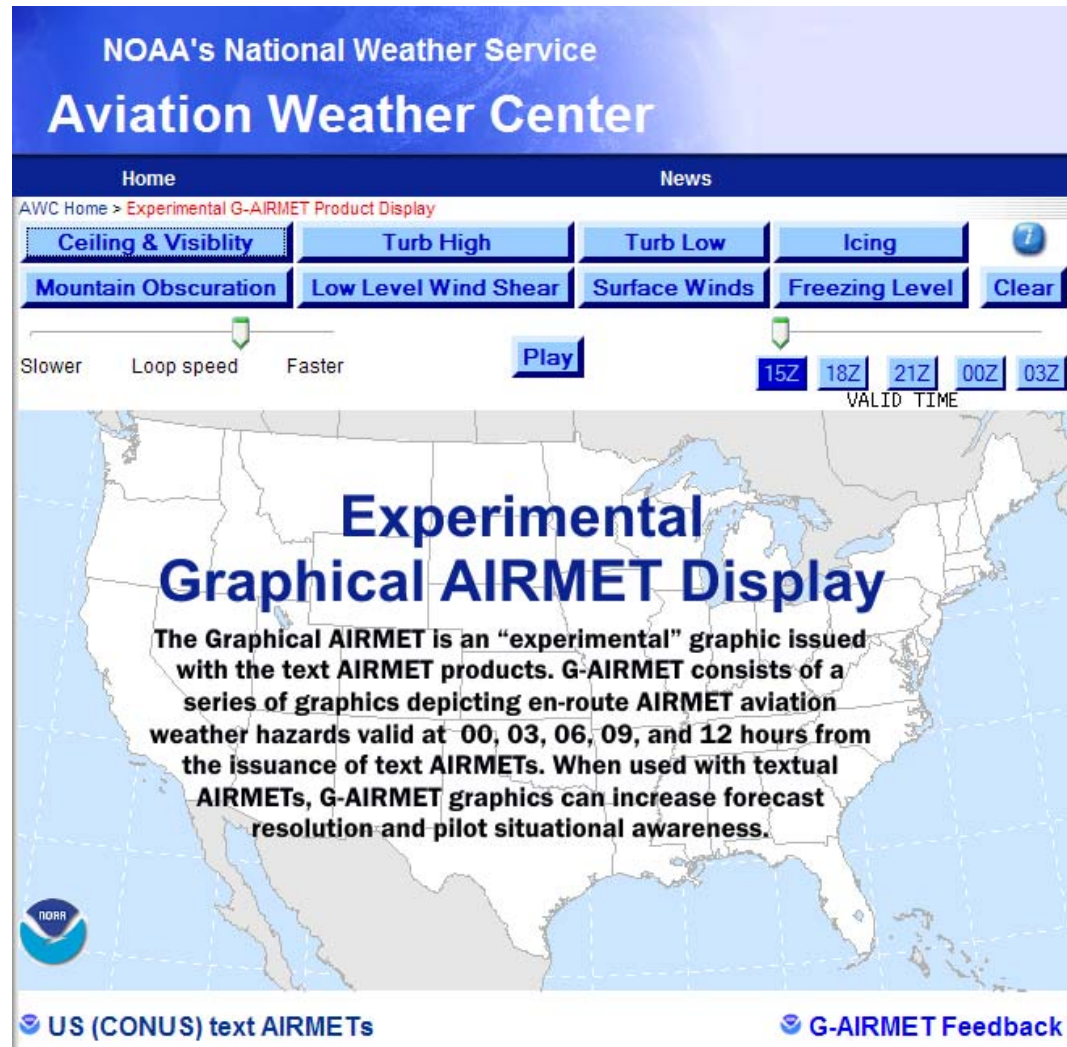 NOAA's National Weather Service
Aviation Weather Center
Home News
AWC Home > Experimental G-AIRMET Product Display
Ceiling & Visiblity Turb High Turb Low Icing i
Mountain Obscuration Low Level Wind Shear Surface Winds Freezing Level Clear
Slower Loop speed Faster Play 15Z 18Z 21Z 00Z 03Z
VALID TIME
Experimental
Graphical AIRMET Display
The Graphical AIRMET is an “experimental” graphic issued
with the text AIRMET products. G-AIRMET consists of a
series of graphics depicting en-route AIRMET aviation
weather hazards valid at 00, 03, 06, 09, and 12 hours from
the issuance of text AIRMETs. When used with textual
AIRMETs, G-AIRMET graphics can increase forecast
resolution and pilot situational awareness.
NOAA
US (CONUS) text AIRMETs G-AIRMET Feedback